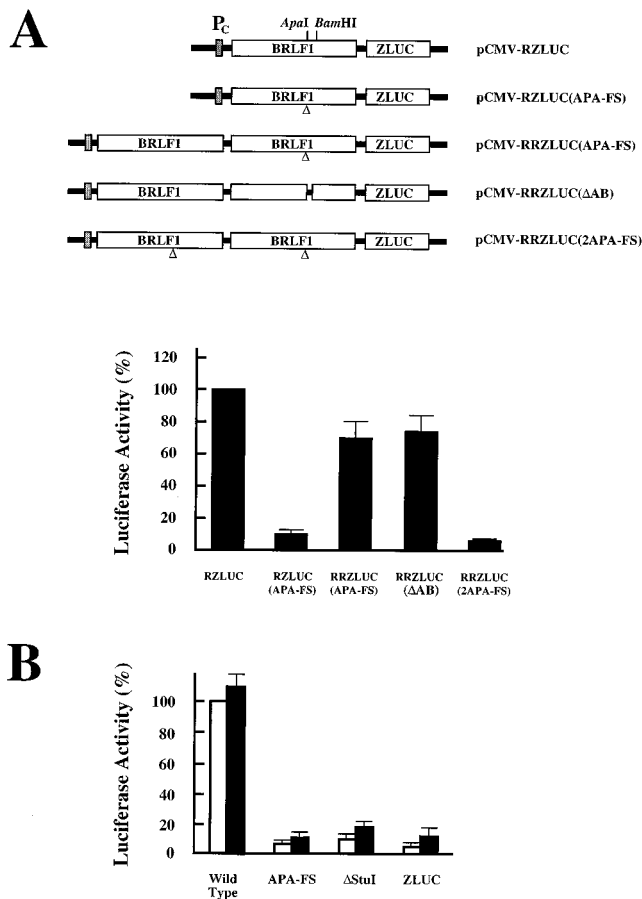 A
P_C ApaI BamHI
BRLF1 ZLUC pCMV-RZLUC
BRLF1 ZLUC pCMV-RZLUC(APA-FS)
Δ
BRLF1 BRLF1 ZLUC pCMV-RRZLUC(APA-FS)
Δ
ZLUC pCMV-RRZLUC(ΔAB)
BRLF1 BRLF1 ZLUC pCMV-RRZLUC(2APA-FS)
Δ Δ
Luciferase Activity (%)
120
100
80
60
40
20
0
RZLUC RZLUC RRZLUC RRZLUC RRZLUC
(APA-FS) (APA-FS) (ΔAB) (2APA-FS)
B
Luciferase Activity (%)
100
80
60
40
20
0
Wild APA-FS ΔStuI ZLUC
Type